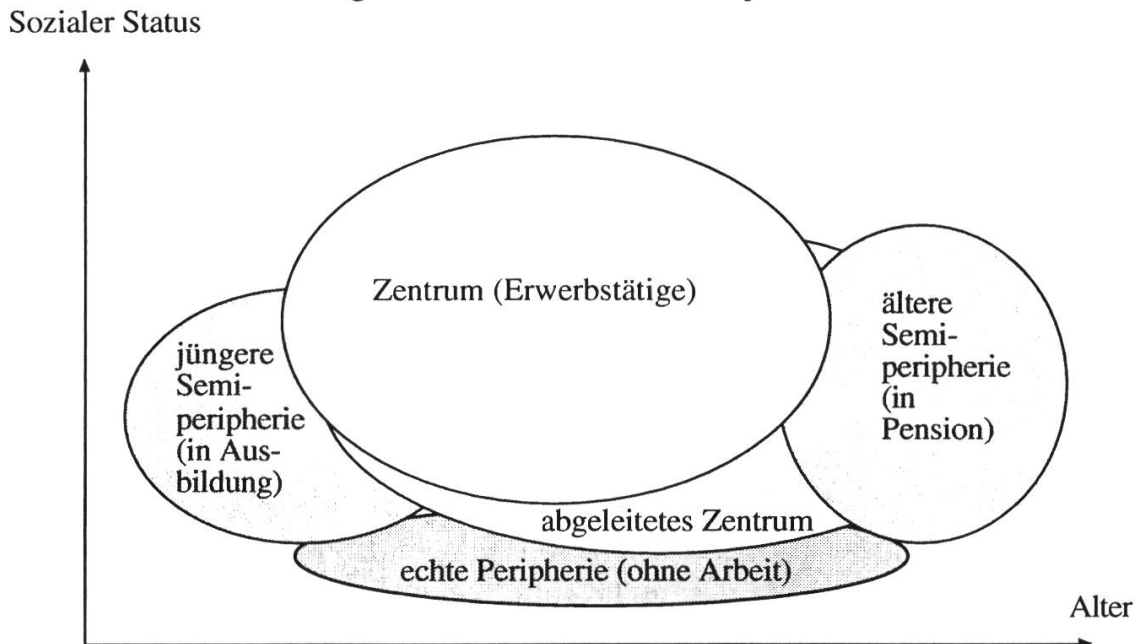 Sozialer Status
Zentrum (Erwerbstätige)
jüngere
Semi-
peripherie
(in Aus-
bildung)
ältere
Semi-
peripherie
(in
Pension)
abgeleitetes Zentrum
echte Peripherie (ohne Arbeit)
Alter